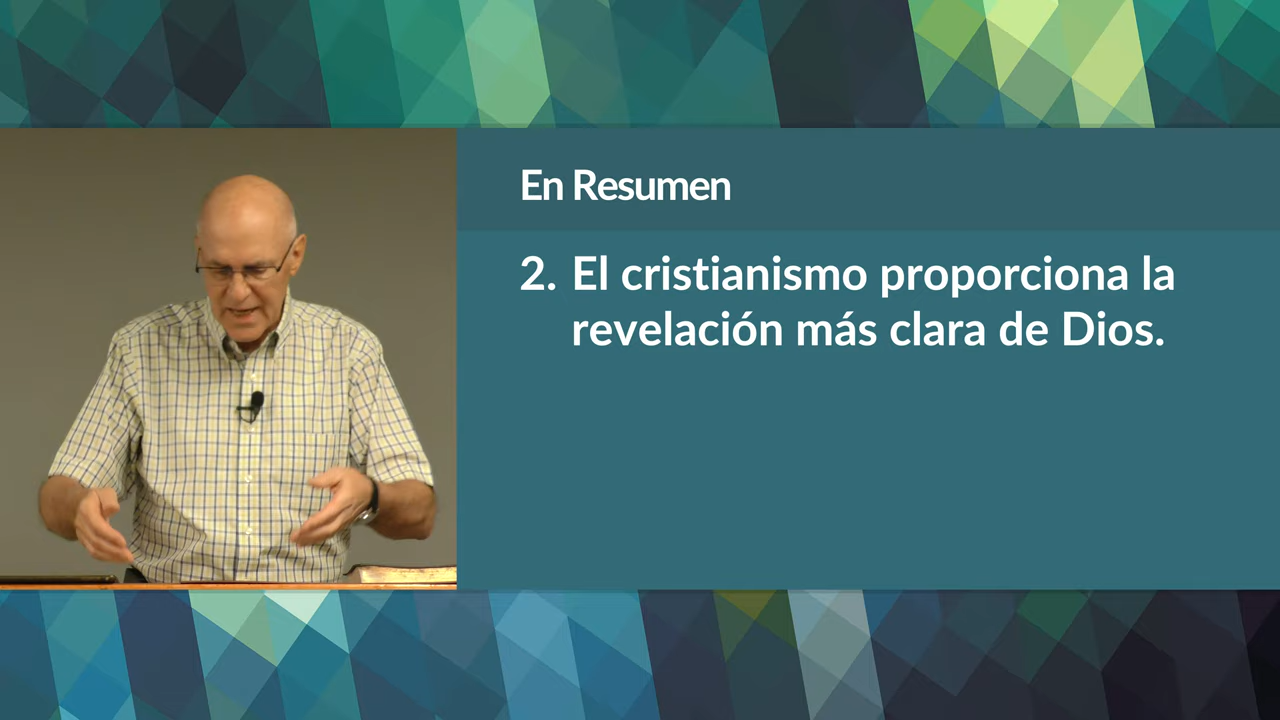 En Resumen
2. El cristianismo proporciona la
revelación más clara de Dios.